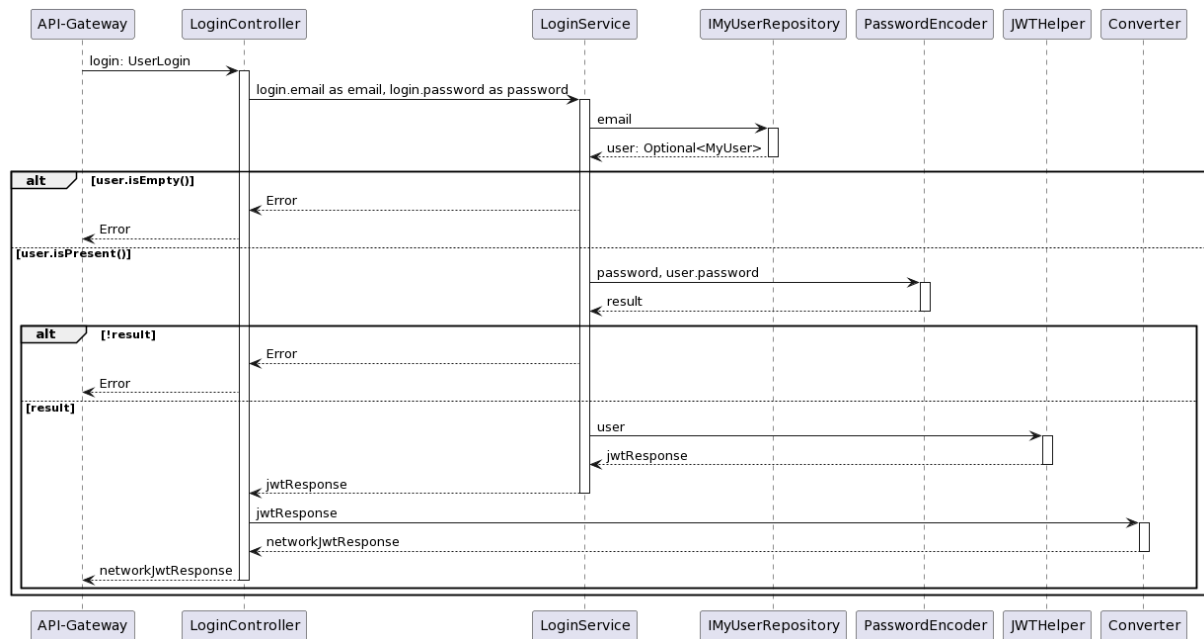 API-Gateway LoginController LoginService IMyUserRepository PasswordEncoder JWTHelper Converter
login: UserLogin
login.email as email, login.password as password
email
user: Optional<MyUser>
alt [user.isEmpty()]
Error
Error
[user.isPresent()]
password, user.password
result
alt [!result]
Error
Error
[result]
user
jwtResponse
jwtResponse
jwtResponse
networkJwtResponse
networkJwtResponse
API-Gateway LoginController LoginService IMyUserRepository PasswordEncoder JWTHelper Converter